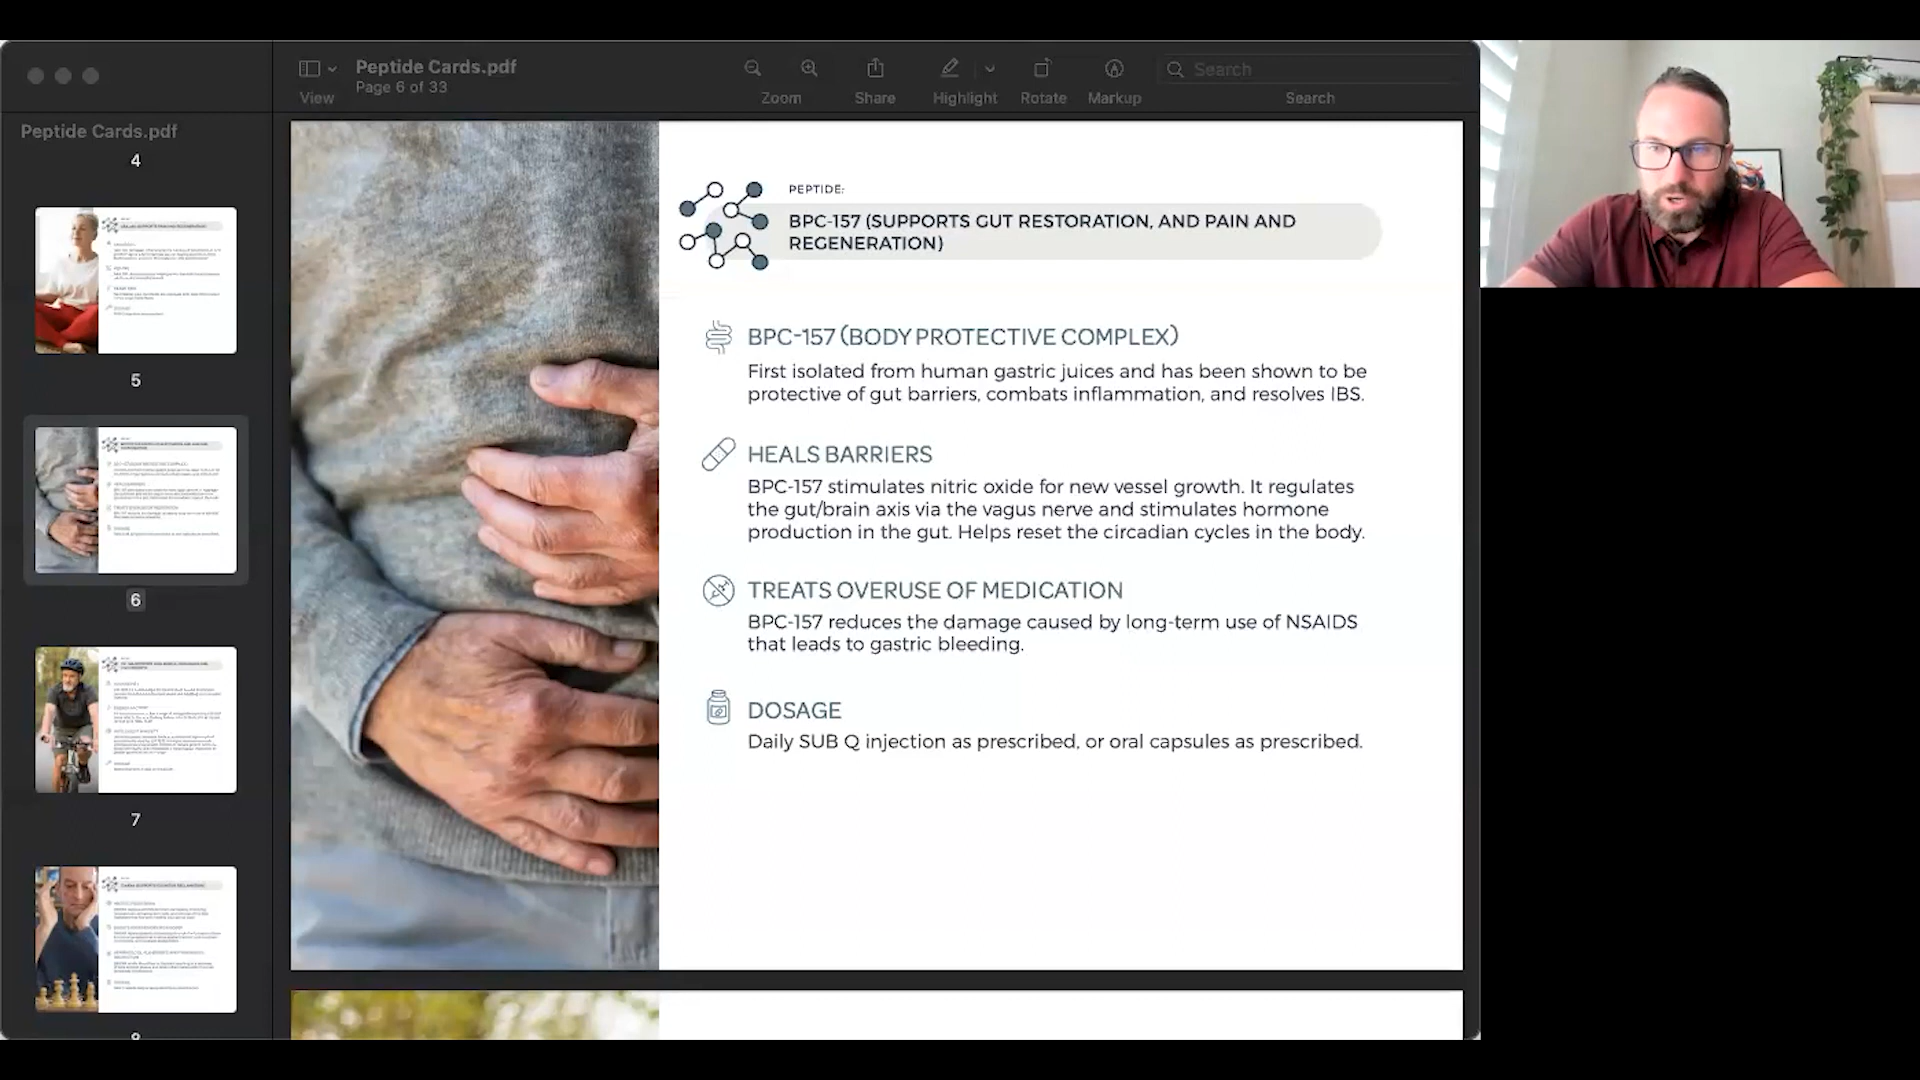 Peptide Cards.pdf
Page 6 of 33
View
Zoom
Share
Highlight
Rotate
Markup
Search
Search
Peptide Cards.pdf
4
5
6
7
PEPTIDE:
BPC-157 (SUPPORTS GUT RESTORATION, AND PAIN AND
REGENERATION)
BPC-157 (BODY PROTECTIVE COMPLEX)
First isolated from human gastric juices and has been shown to be
protective of gut barriers, combats inflammation, and resolves IBS.
HEALS BARRIERS
BPC-157 stimulates nitric oxide for new vessel growth. It regulates
the gut/brain axis via the vagus nerve and stimulates hormone
production in the gut. Helps reset the circadian cycles in the body.
TREATS OVERUSE OF MEDICATION
BPC-157 reduces the damage caused by long-term use of NSAIDS
that leads to gastric bleeding.
DOSAGE
Daily SUB Q injection as prescribed, or oral capsules as prescribed.